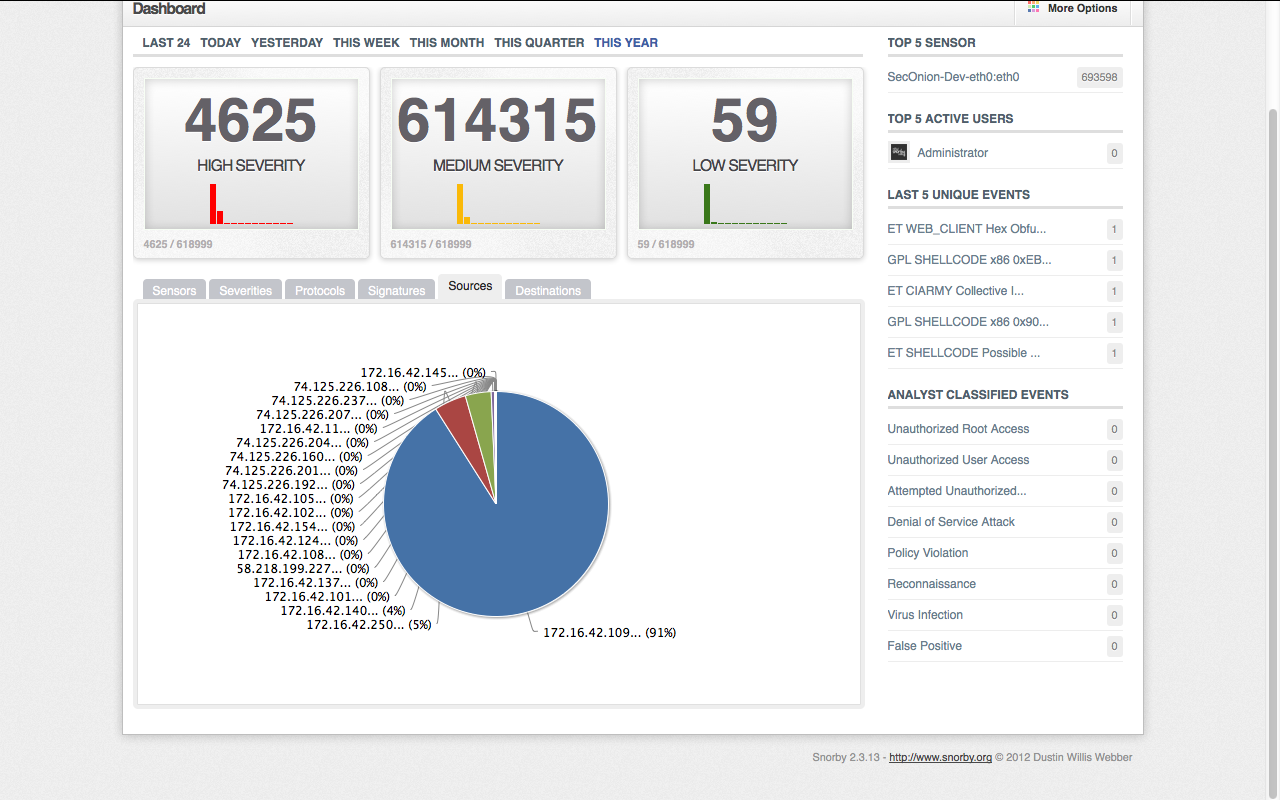 Dashboard
More Options
LAST 24 TODAY YESTERDAY THIS WEEK THIS MONTH THIS QUARTER THIS YEAR
4625
HIGH SEVERITY
4625 / 618999
614315
MEDIUM SEVERITY
614315 / 618999
59
LOW SEVERITY
59 / 618999
Sensors Severities Protocols Signatures Sources Destinations
172.16.42.145... (0%)
74.125.226.108... (0%)
74.125.226.237... (0%)
74.125.226.207... (0%)
172.16.42.11... (0%)
74.125.226.204... (0%)
74.125.226.160... (0%)
74.125.226.201... (0%)
74.125.226.192... (0%)
172.16.42.105... (0%)
172.16.42.102... (0%)
172.16.42.154... (0%)
172.16.42.124... (0%)
172.16.42.108... (0%)
58.218.199.227... (0%)
172.16.42.137... (0%)
172.16.42.101... (0%)
172.16.42.140... (4%)
172.16.42.250... (5%)
172.16.42.109... (91%)
TOP 5 SENSOR
SecOnion-Dev-eth0:eth0 693598
TOP 5 ACTIVE USERS
Administrator 0
LAST 5 UNIQUE EVENTS
ET WEB_CLIENT Hex Obfu... 1
GPL SHELLCODE x86 0xEB... 1
ET CIARMY Collective I... 1
GPL SHELLCODE x86 0x90... 1
ET SHELLCODE Possible ... 1
ANALYST CLASSIFIED EVENTS
Unauthorized Root Access 0
Unauthorized User Access 0
Attempted Unauthorized... 0
Denial of Service Attack 0
Policy Violation 0
Reconnaissance 0
Virus Infection 0
False Positive 0
Snorby 2.3.13 - http://www.snorby.org © 2012 Dustin Willis Webber